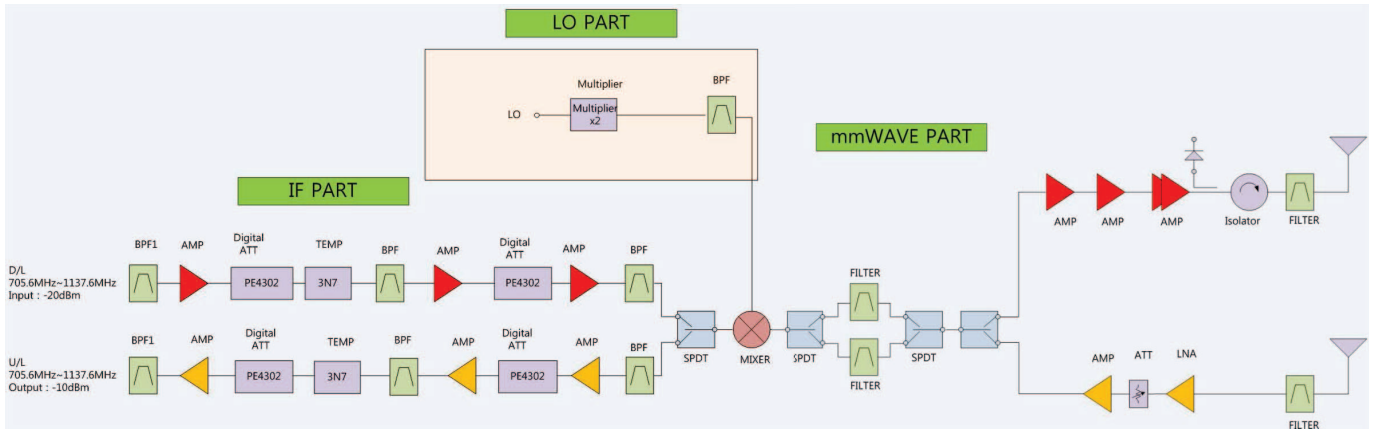 LO PART
Multiplier
BPF
LO
Multiplier
x2
mmWAVE PART
IF PART
AMP
AMP
AMP
Isolator
FILTER
BPF1
AMP
Digital
ATT
TEMP
BPF
AMP
Digital
ATT
AMP
BPF
D/L
705.6MHz~1137.6MHz
Input : -20dBm
PE4302
3N7
PE4302
FILTER
SPDT
MIXER
SPDT
SPDT
FILTER
BPF1
AMP
Digital
ATT
TEMP
BPF
AMP
Digital
ATT
AMP
BPF
U/L
705.6MHz~1137.6MHz
Output : -10dBm
PE4302
3N7
PE4302
AMP
ATT
LNA
FILTER